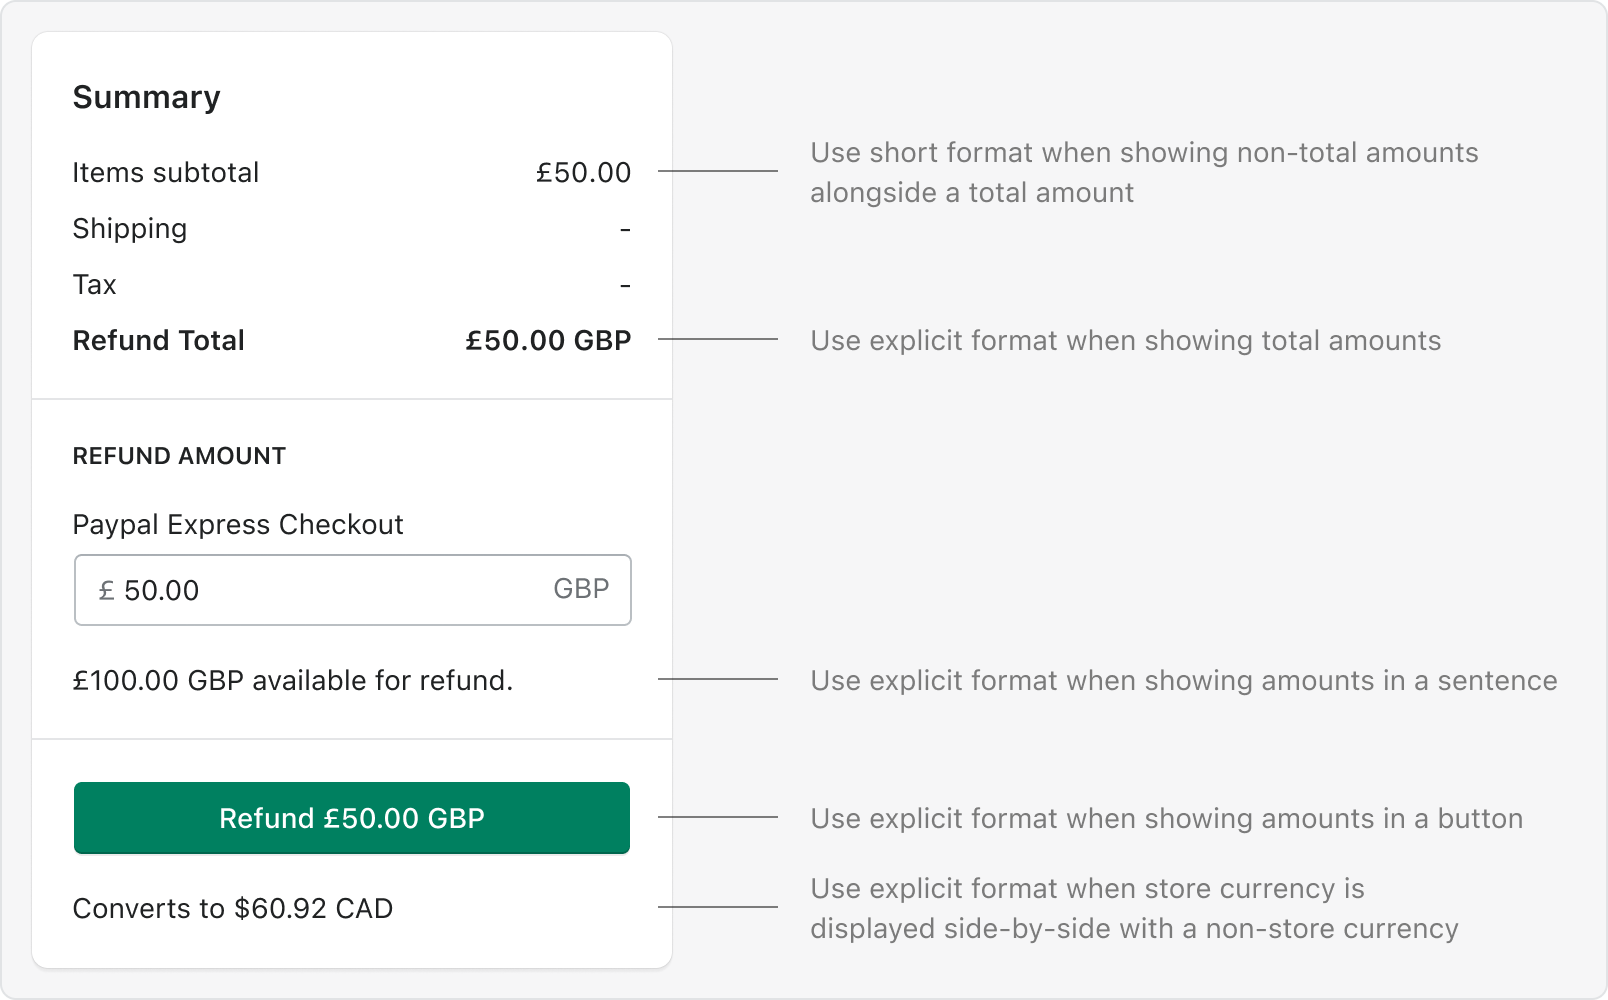 Summary
Items subtotal £50.00
Use short format when showing non-total amounts
alongside a total amount
Shipping -
Tax -
Refund Total £50.00 GBP
Use explicit format when showing total amounts
REFUND AMOUNT
Paypal Express Checkout
£ 50.00 GBP
£100.00 GBP available for refund.
Use explicit format when showing amounts in a sentence
Refund £50.00 GBP
Use explicit format when showing amounts in a button
Converts to $60.92 CAD
Use explicit format when store currency is
displayed side-by-side with a non-store currency